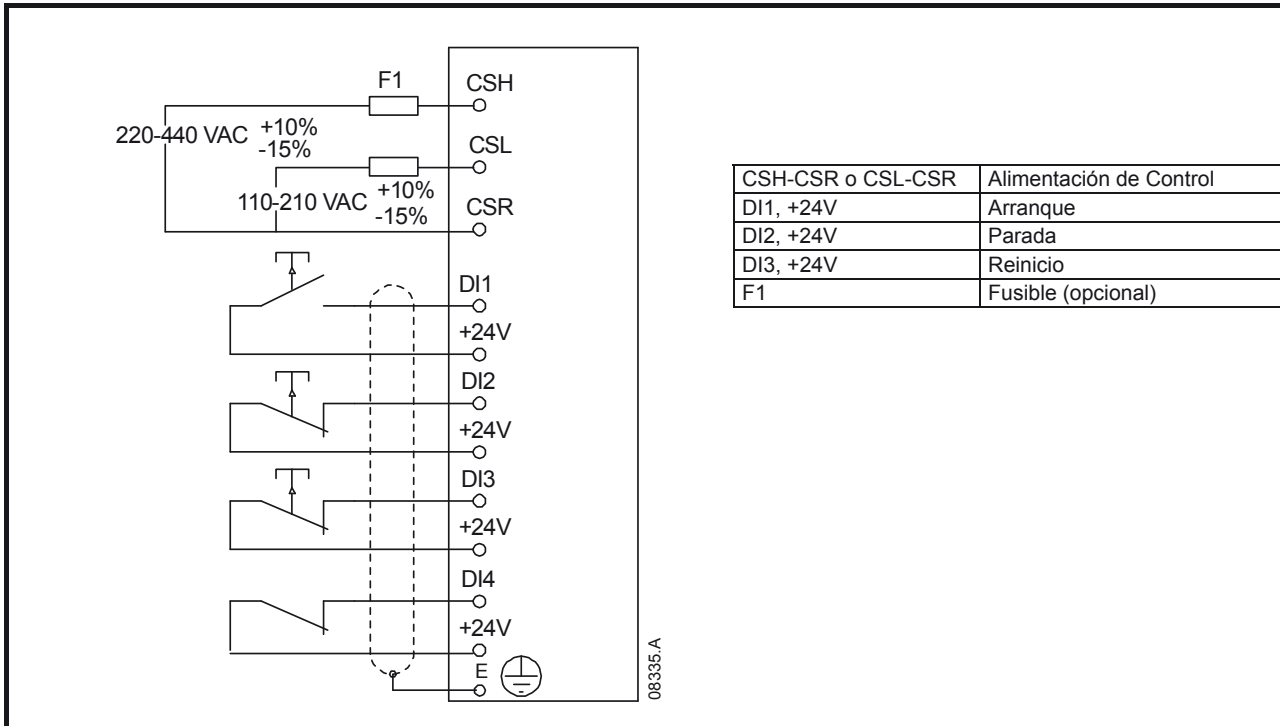 F1
CSH
220-440 VAC +10%
-15%
CSL
110-210 VAC +10%
-15%
CSR
DI1
+24V
DI2
+24V
DI3
+24V
DI4
+24V
E
08335.A
CSH-CSR o CSL-CSR Alimentación de Control
DI1, +24V Arranque
DI2, +24V Parada
DI3, +24V Reinicio
F1 Fusible (opcional)